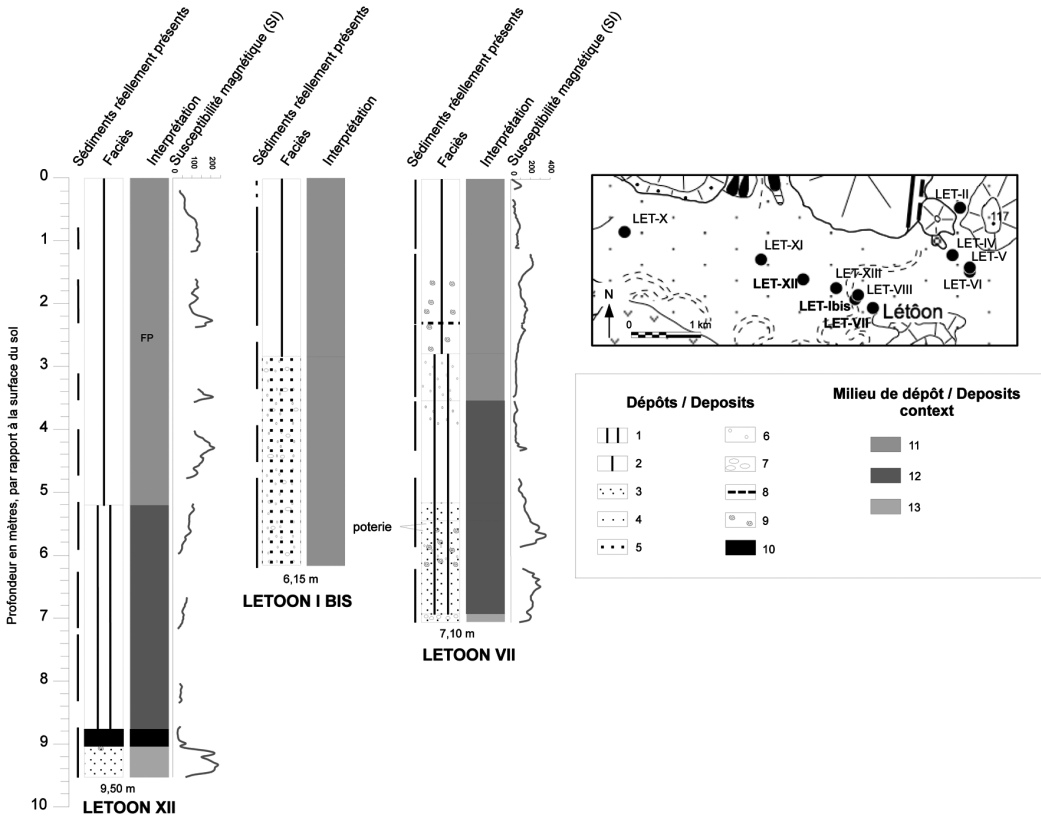 Sédiments réellement présents
Faciès
Interprétation
Susceptibilité magnétique (SI)
100
200
Sédiments réellement présents
Faciès
Interprétation
Sédiments réellement présents
Faciès
Interprétation
Susceptibilité magnétique (SI)
0
200
400
Profondeur en mètres, par rapport à la surface du sol
0
1
2
3
4
5
6
7
8
9
10
FP
poterie
9,50 m
LETOON XII
6,15 m
LETOON I BIS
7,10 m
LETOON VII
LET-II
117
LET-X
LET-IV
LET-V
LET-XI
LET-XIII
LET-VI
LET-XII
LET-VIII
LET-Ibis
Létôon
LET-VII
N
0
1 km
Dépôts / Deposits
1
2
3
4
5
6
7
8
9
10
Milieu de dépôt / Deposits
context
11
12
13